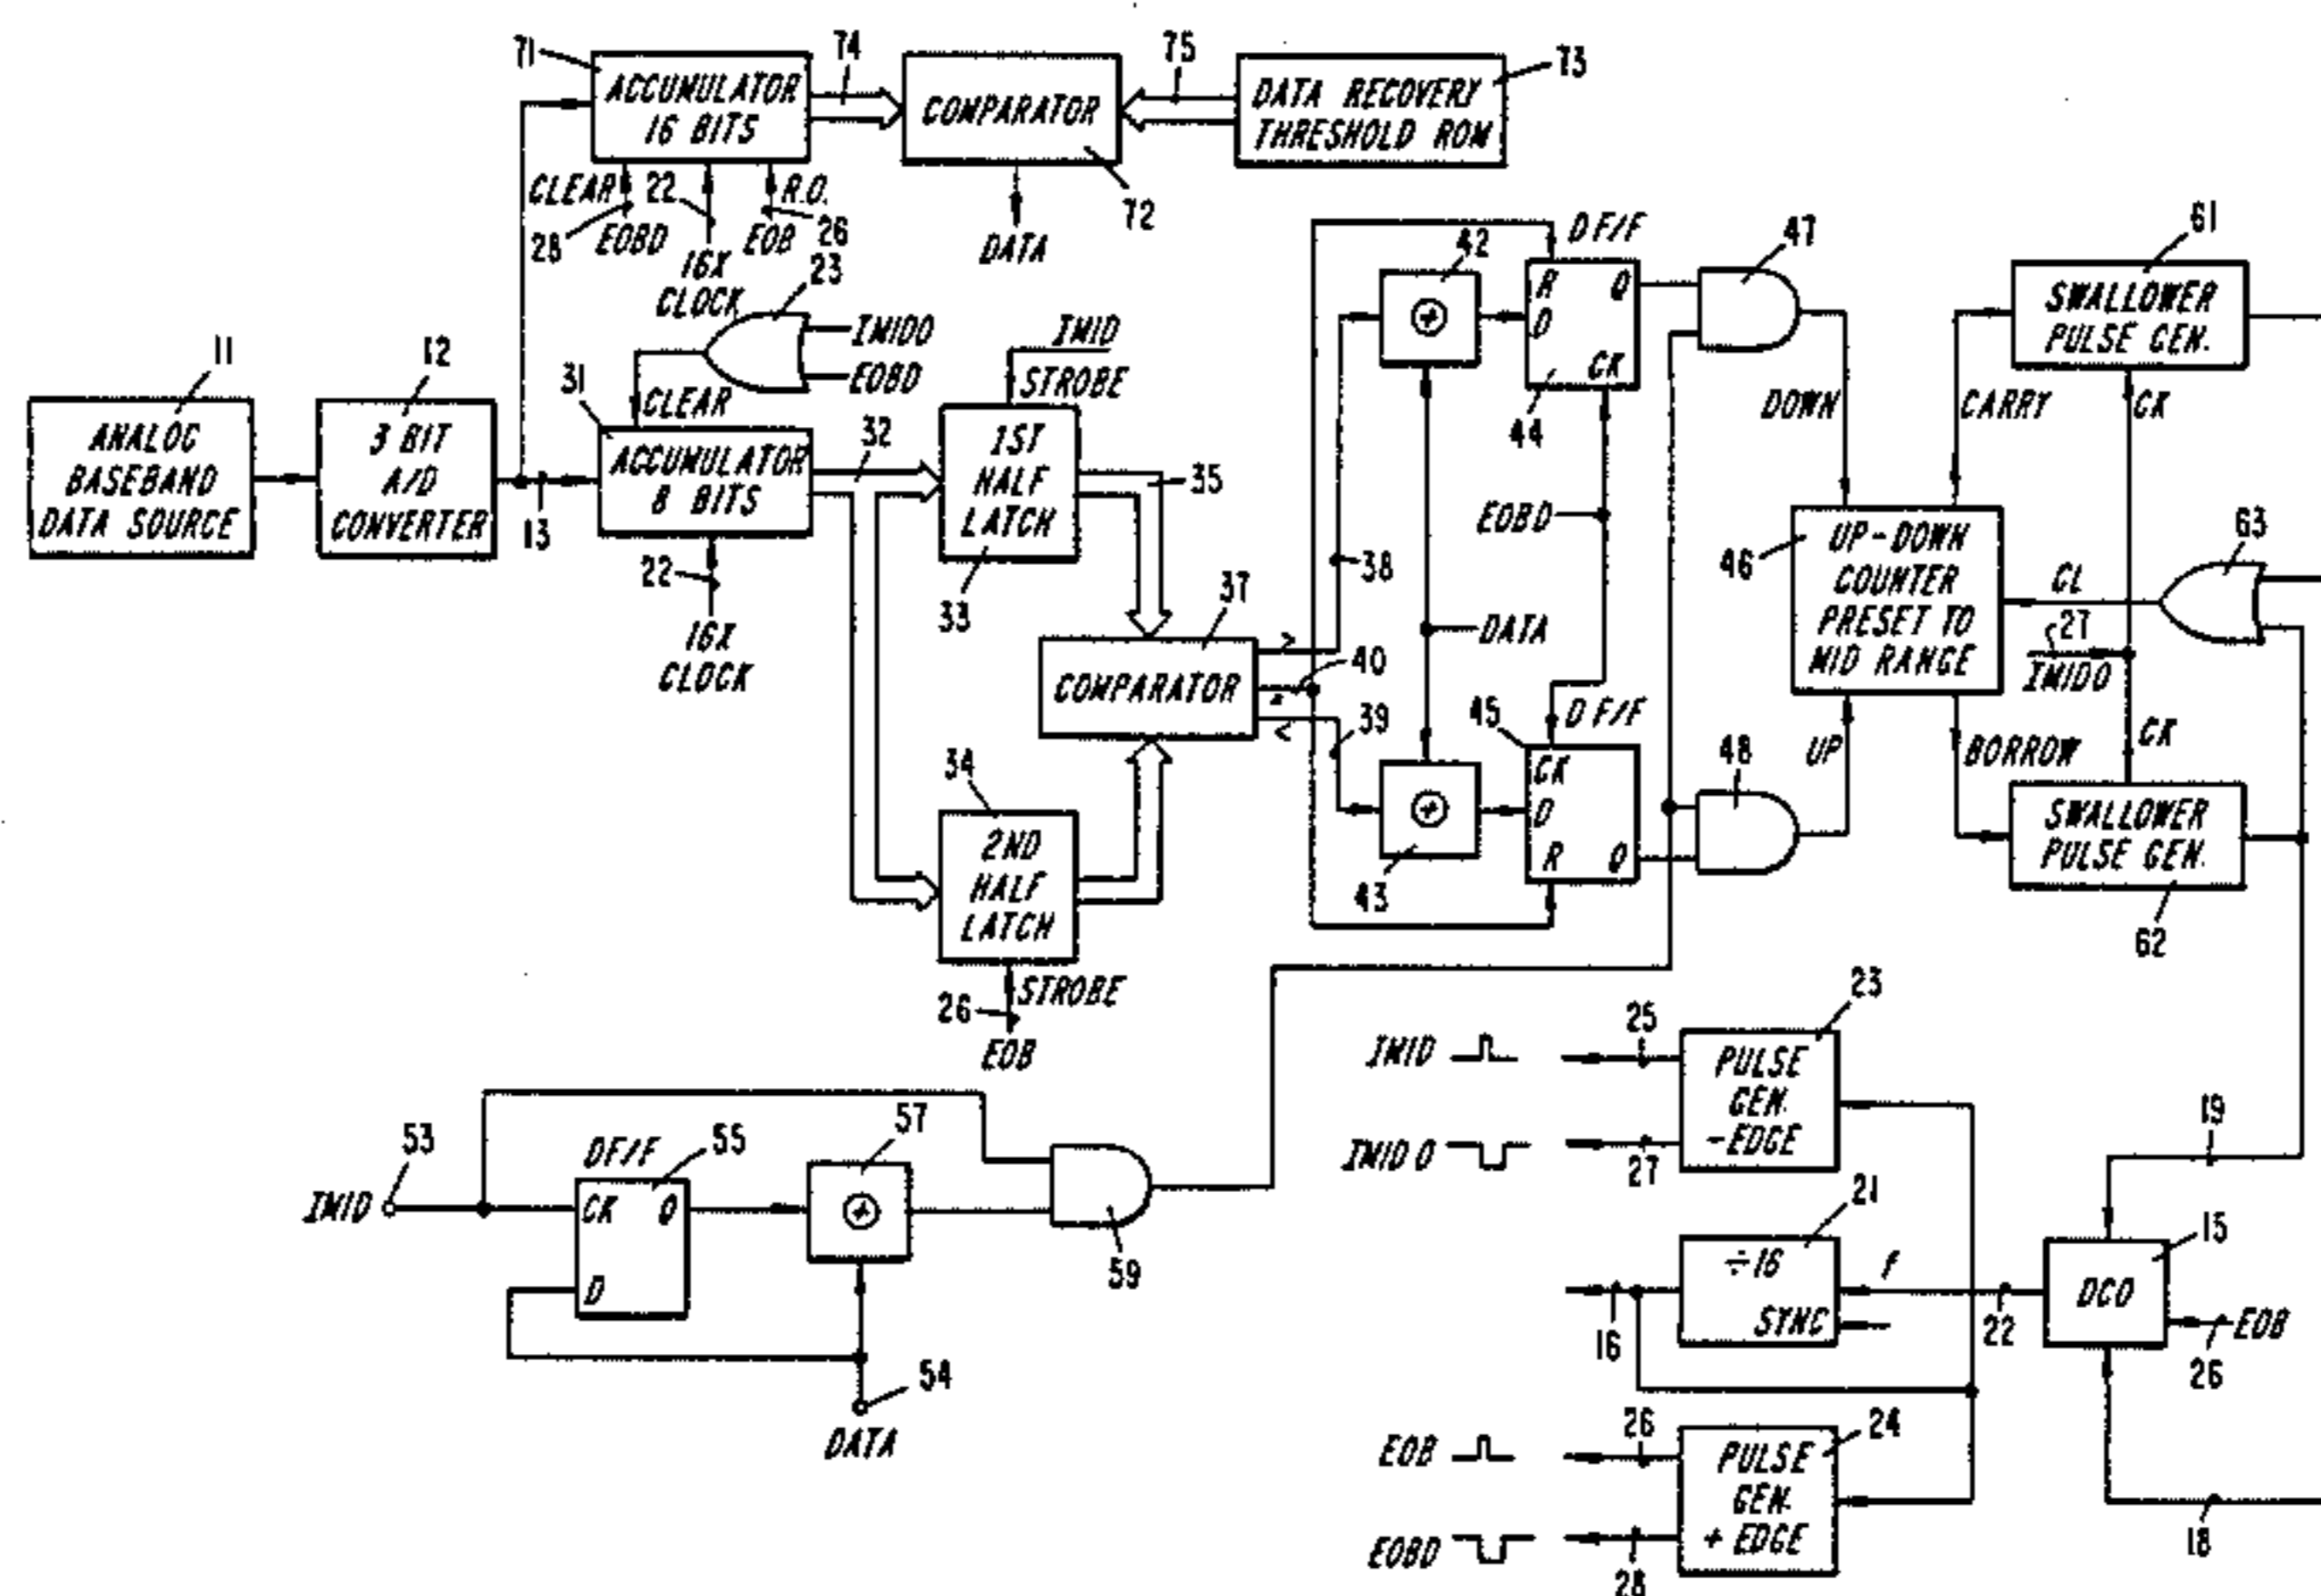 71
ACCUMULATOR
16 BITS
74
COMPARATOR
72
75
DATA RECOVERY
THRESHOLD ROM
73
CLEAR
28
EOBD
22
16X
CLOCK
R.O.
26
EOB
DATA
23
IMIDO
EOBD
CLEAR
11
ANALOG
BASEBAND
DATA SOURCE
12
3 BIT
A/D
CONVERTER
13
31
ACCUMULATOR
8 BITS
22
16X
CLOCK
32
IMID
STROBE
1ST
HALF
LATCH
33
35
34
2ND
HALF
LATCH
STROBE
26
EOB
37
COMPARATOR
>
=
<
38
40
39
42
+
DATA
+
43
D F/F
R
Q
D
CK
44
EOBD
45
D F/F
CK
D
R
Q
47
DOWN
48
UP
46
UP-DOWN
COUNTER
PRESET TO
MID RANGE
CARRY
BORROW
61
SWALLOWER
PULSE GEN.
CK
CL
63
27
IMIDO
CK
SWALLOWER
PULSE GEN.
62
IMID
53
DF/F
55
CK
Q
D
57
+
59
54
DATA
IMID
25
23
PULSE
GEN.
-EDGE
IMID O
27
21
÷16
SYNC
f
16
22
19
15
DCO
EOB
26
EOB
26
24
PULSE
GEN.
+ EDGE
EOBD
28
18